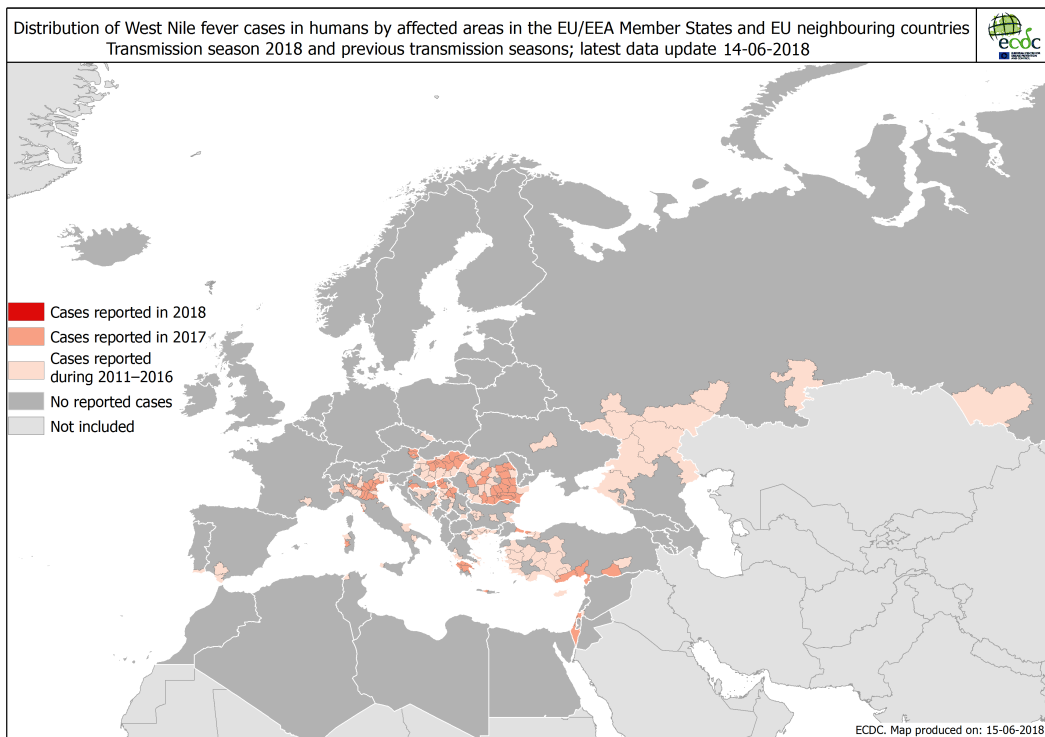 Distribution of West Nile fever cases in humans by affected areas in the EU/EEA Member States and EU neighbouring countries
Transmission season 2018 and previous transmission seasons; latest data update 14-06-2018
ecdc
Cases reported in 2018
Cases reported in 2017
Cases reported
during 2011–2016
No reported cases
Not included
ECDC. Map produced on: 15-06-2018